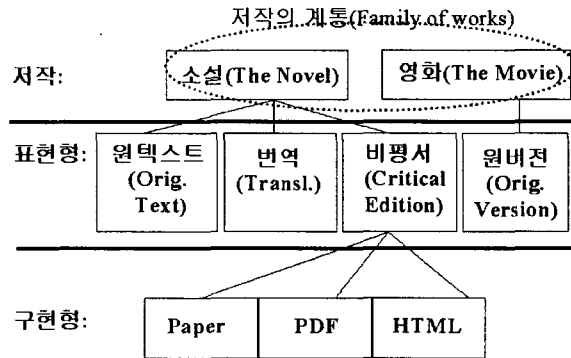 저작의 계통(Family of works)
저작: 소설(The Novel) 영화(The Movie)
표현형: 원텍스트 번역 비평서 원버전
(Orig. (Transl.) (Critical (Orig.
Text) Edition) Version)
구현형: Paper PDF HTML